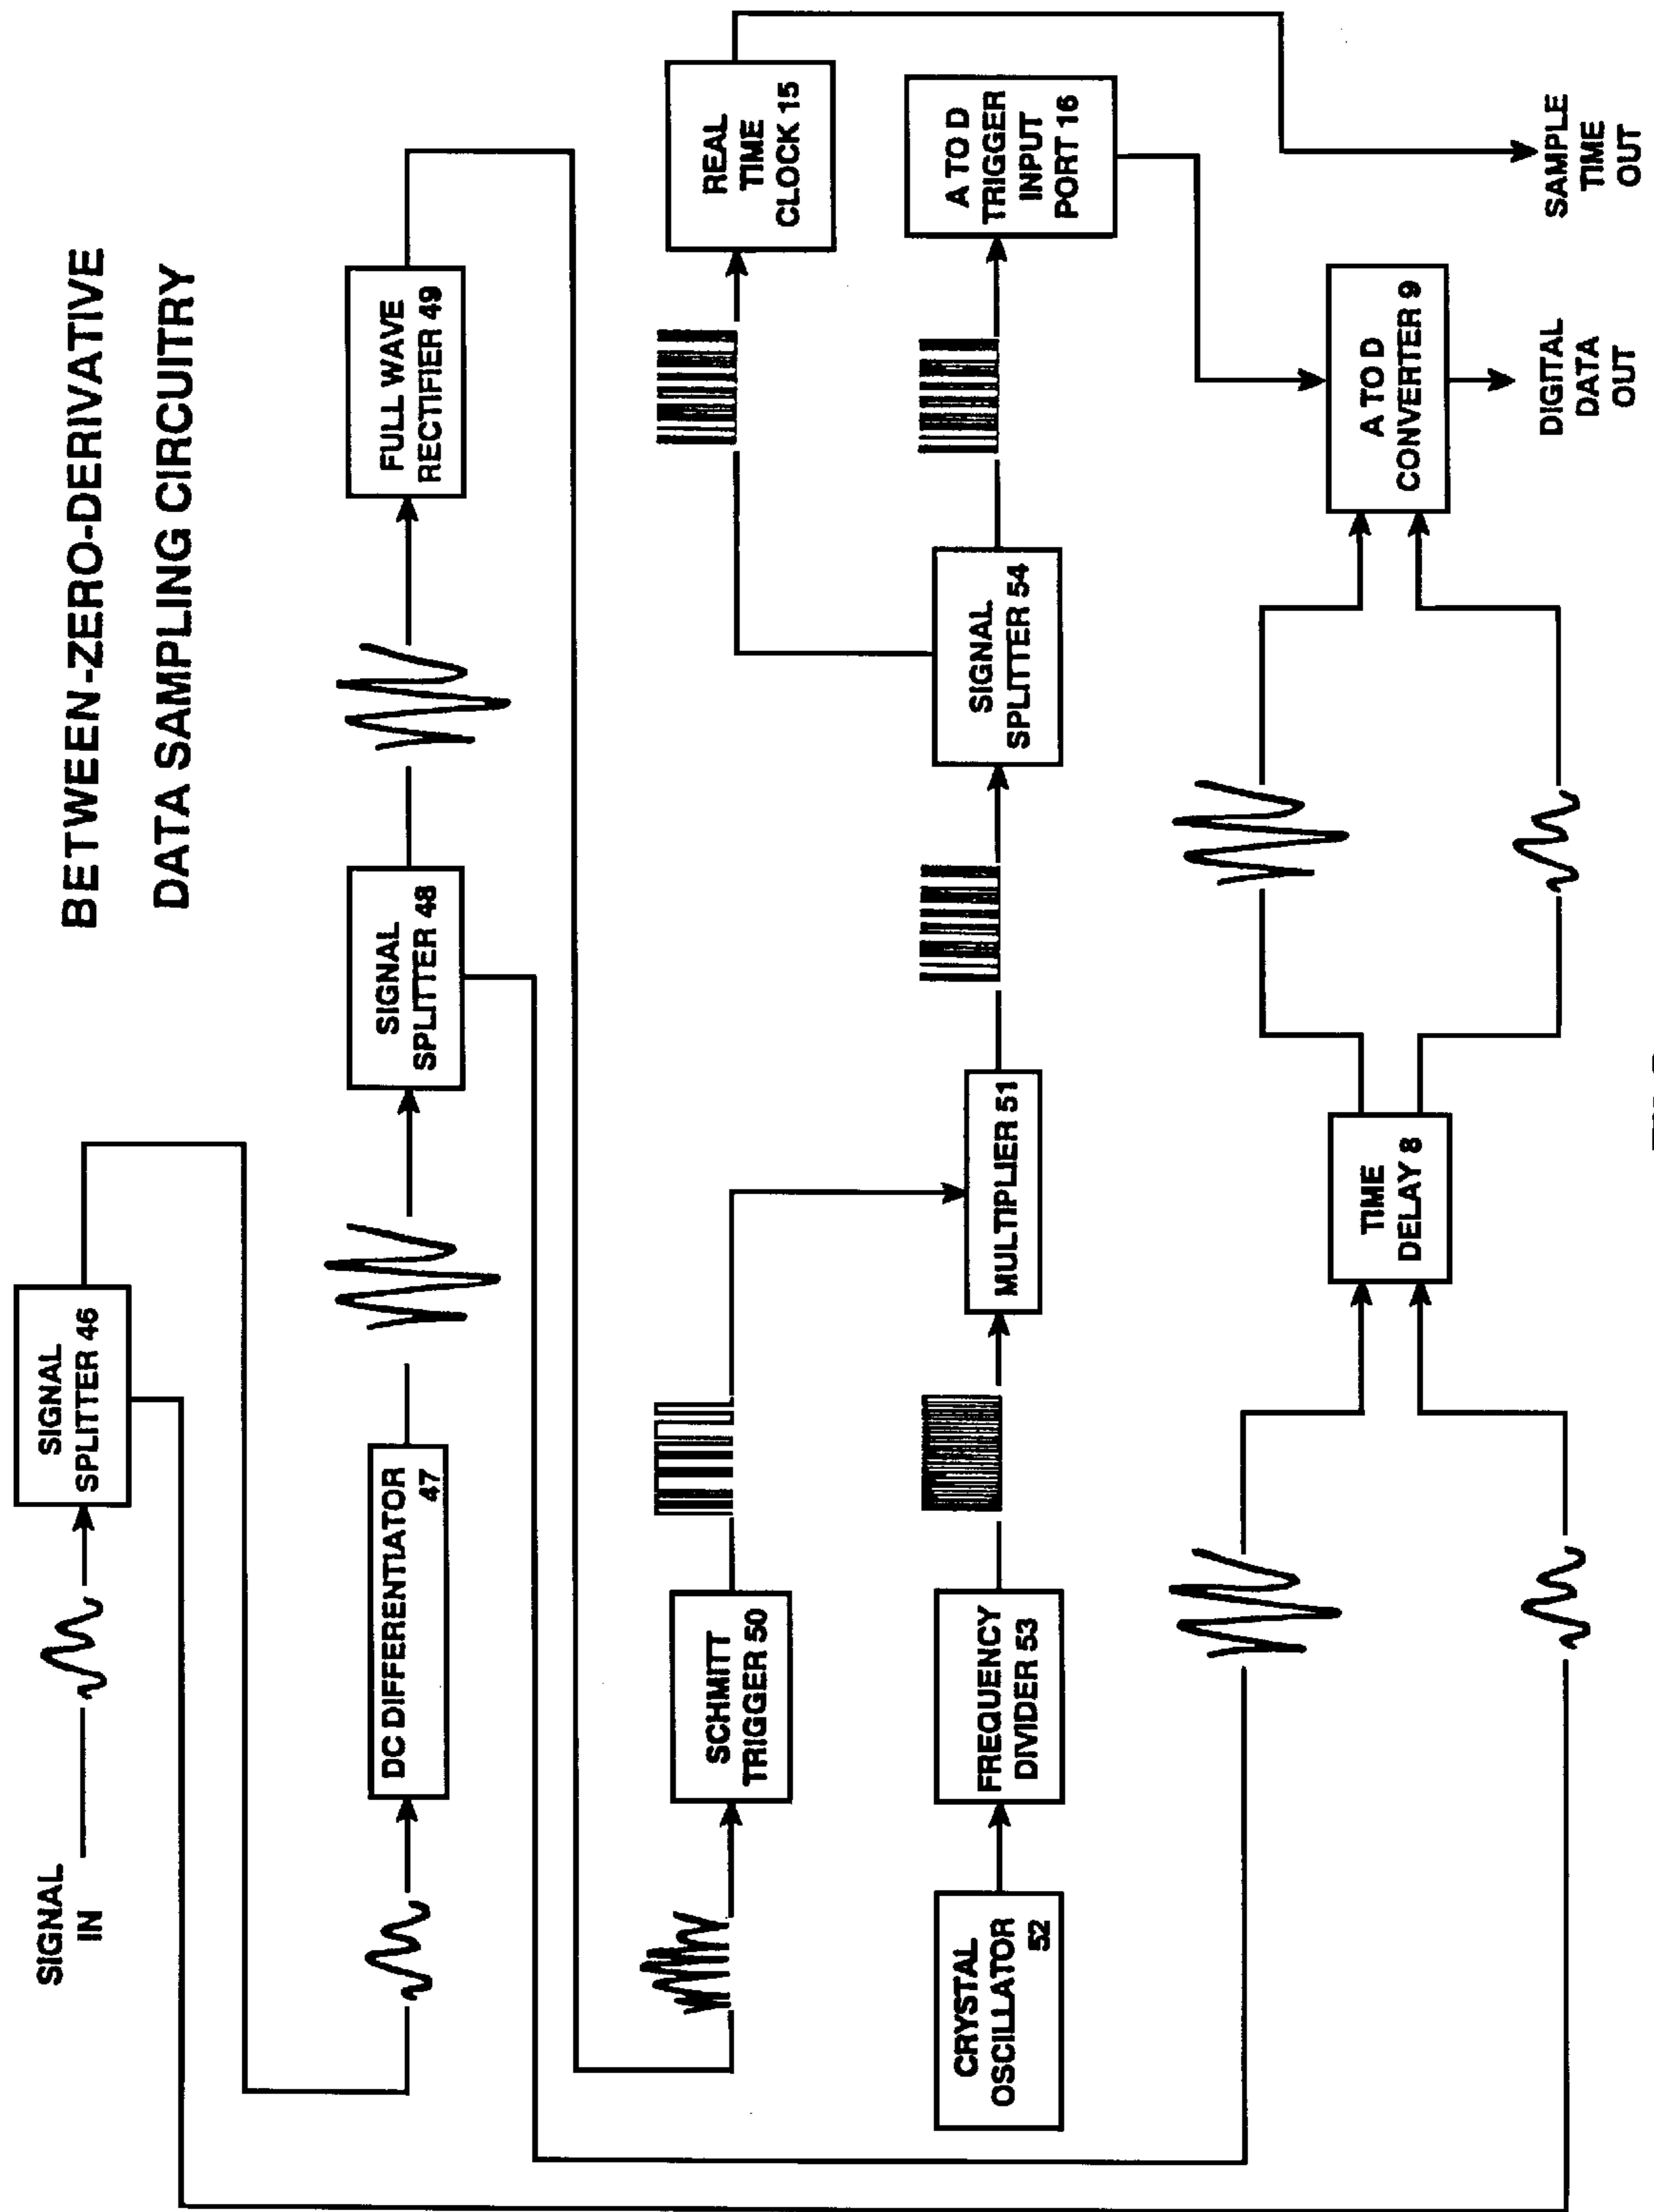 BETWEEN-ZERO-DERIVATIVE
DATA SAMPLING CIRCUITRY
SIGNAL
IN
SIGNAL
SPLITTER 46
DC DIFFERENTIATOR
47
SIGNAL
SPLITTER 48
FULL WAVE
RECTIFIER 49
SCHMITT
TRIGGER 50
REAL
TIME
CLOCK 15
CRYSTAL
OSCILLATOR
52
FREQUENCY
DIVIDER 53
MULTIPLIER 51
SIGNAL
SPLITTER 54
A TO D
TRIGGER
INPUT
PORT 16
TIME
DELAY 8
A TO D
CONVERTER 9
DIGITAL
DATA
OUT
SAMPLE
TIME
OUT